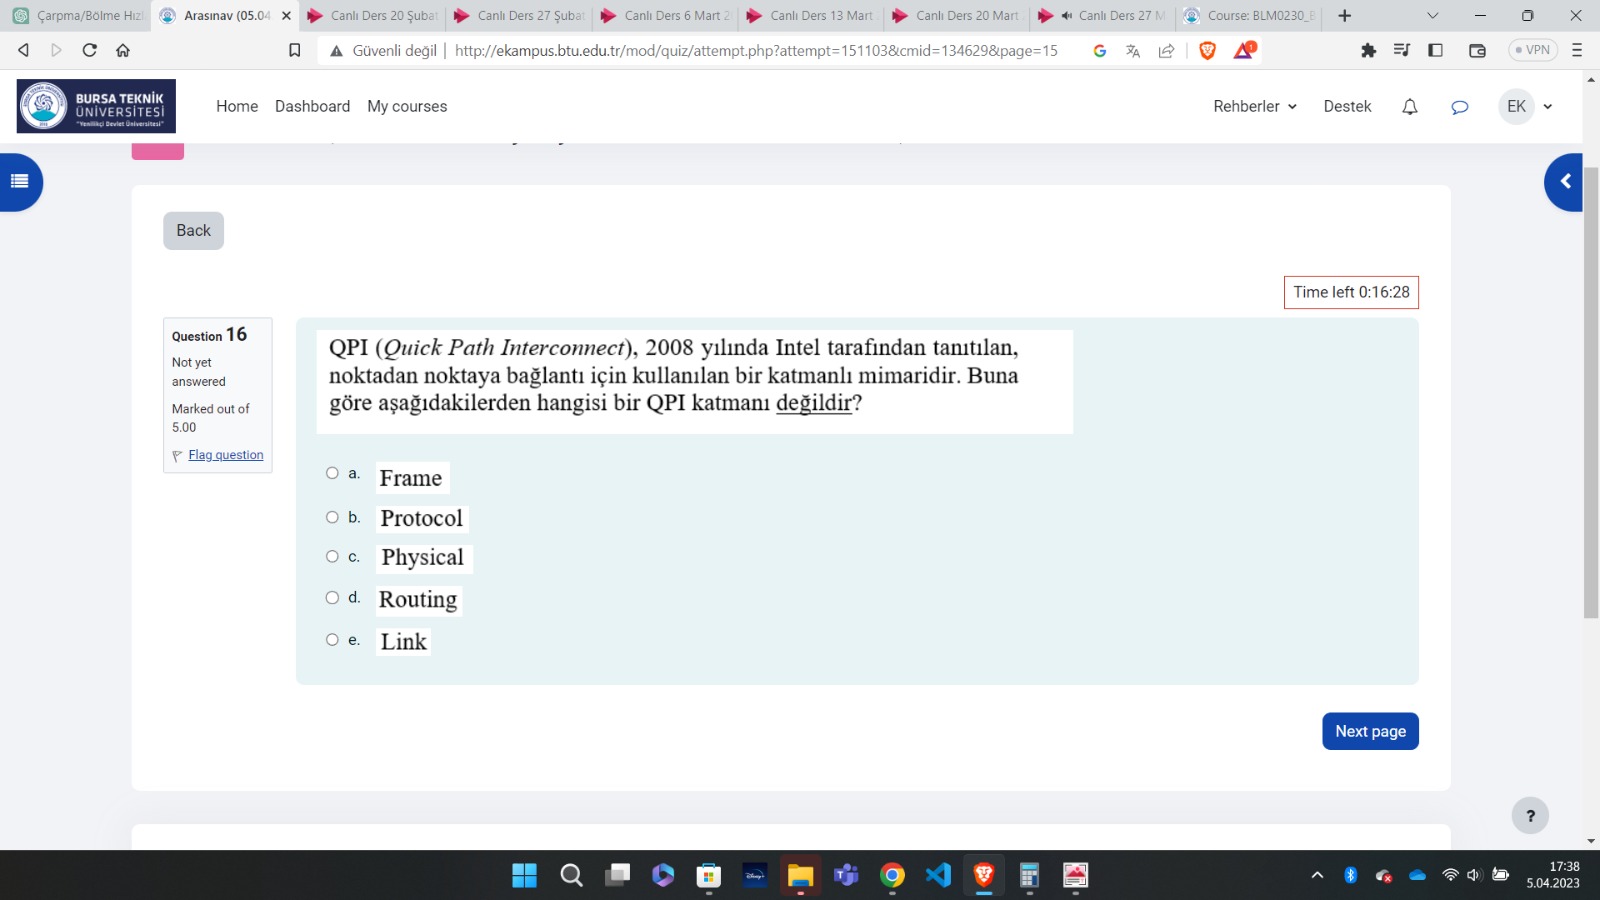 Çarpma/Bölme Hızl
Arasınav (05.04
Canlı Ders 20 Şubat
Canlı Ders 27 Şubat
Canlı Ders 6 Mart 2
Canlı Ders 13 Mart
Canlı Ders 20 Mart
Canlı Ders 27 M
Course: BLM0230_B
Güvenli değil
http://ekampus.btu.edu.tr/mod/quiz/attempt.php?attempt=151103&cmid=134629&page=15
VPN
BURSA TEKNİK
ÜNİVERSİTESİ
"Yenilikçi Devlet Üniversitesi"
Home
Dashboard
My courses
Rehberler
Destek
EK
Back
Time left 0:16:28
Question 16
Not yet
answered
Marked out of
5.00
Flag question
QPI (Quick Path Interconnect), 2008 yılında Intel tarafından tanıtılan,
noktadan noktaya bağlantı için kullanılan bir katmanlı mimaridir. Buna
göre aşağıdakilerden hangisi bir QPI katmanı değildir?
a. Frame
b. Protocol
c. Physical
d. Routing
e. Link
Next page
?
17:38
5.04.2023